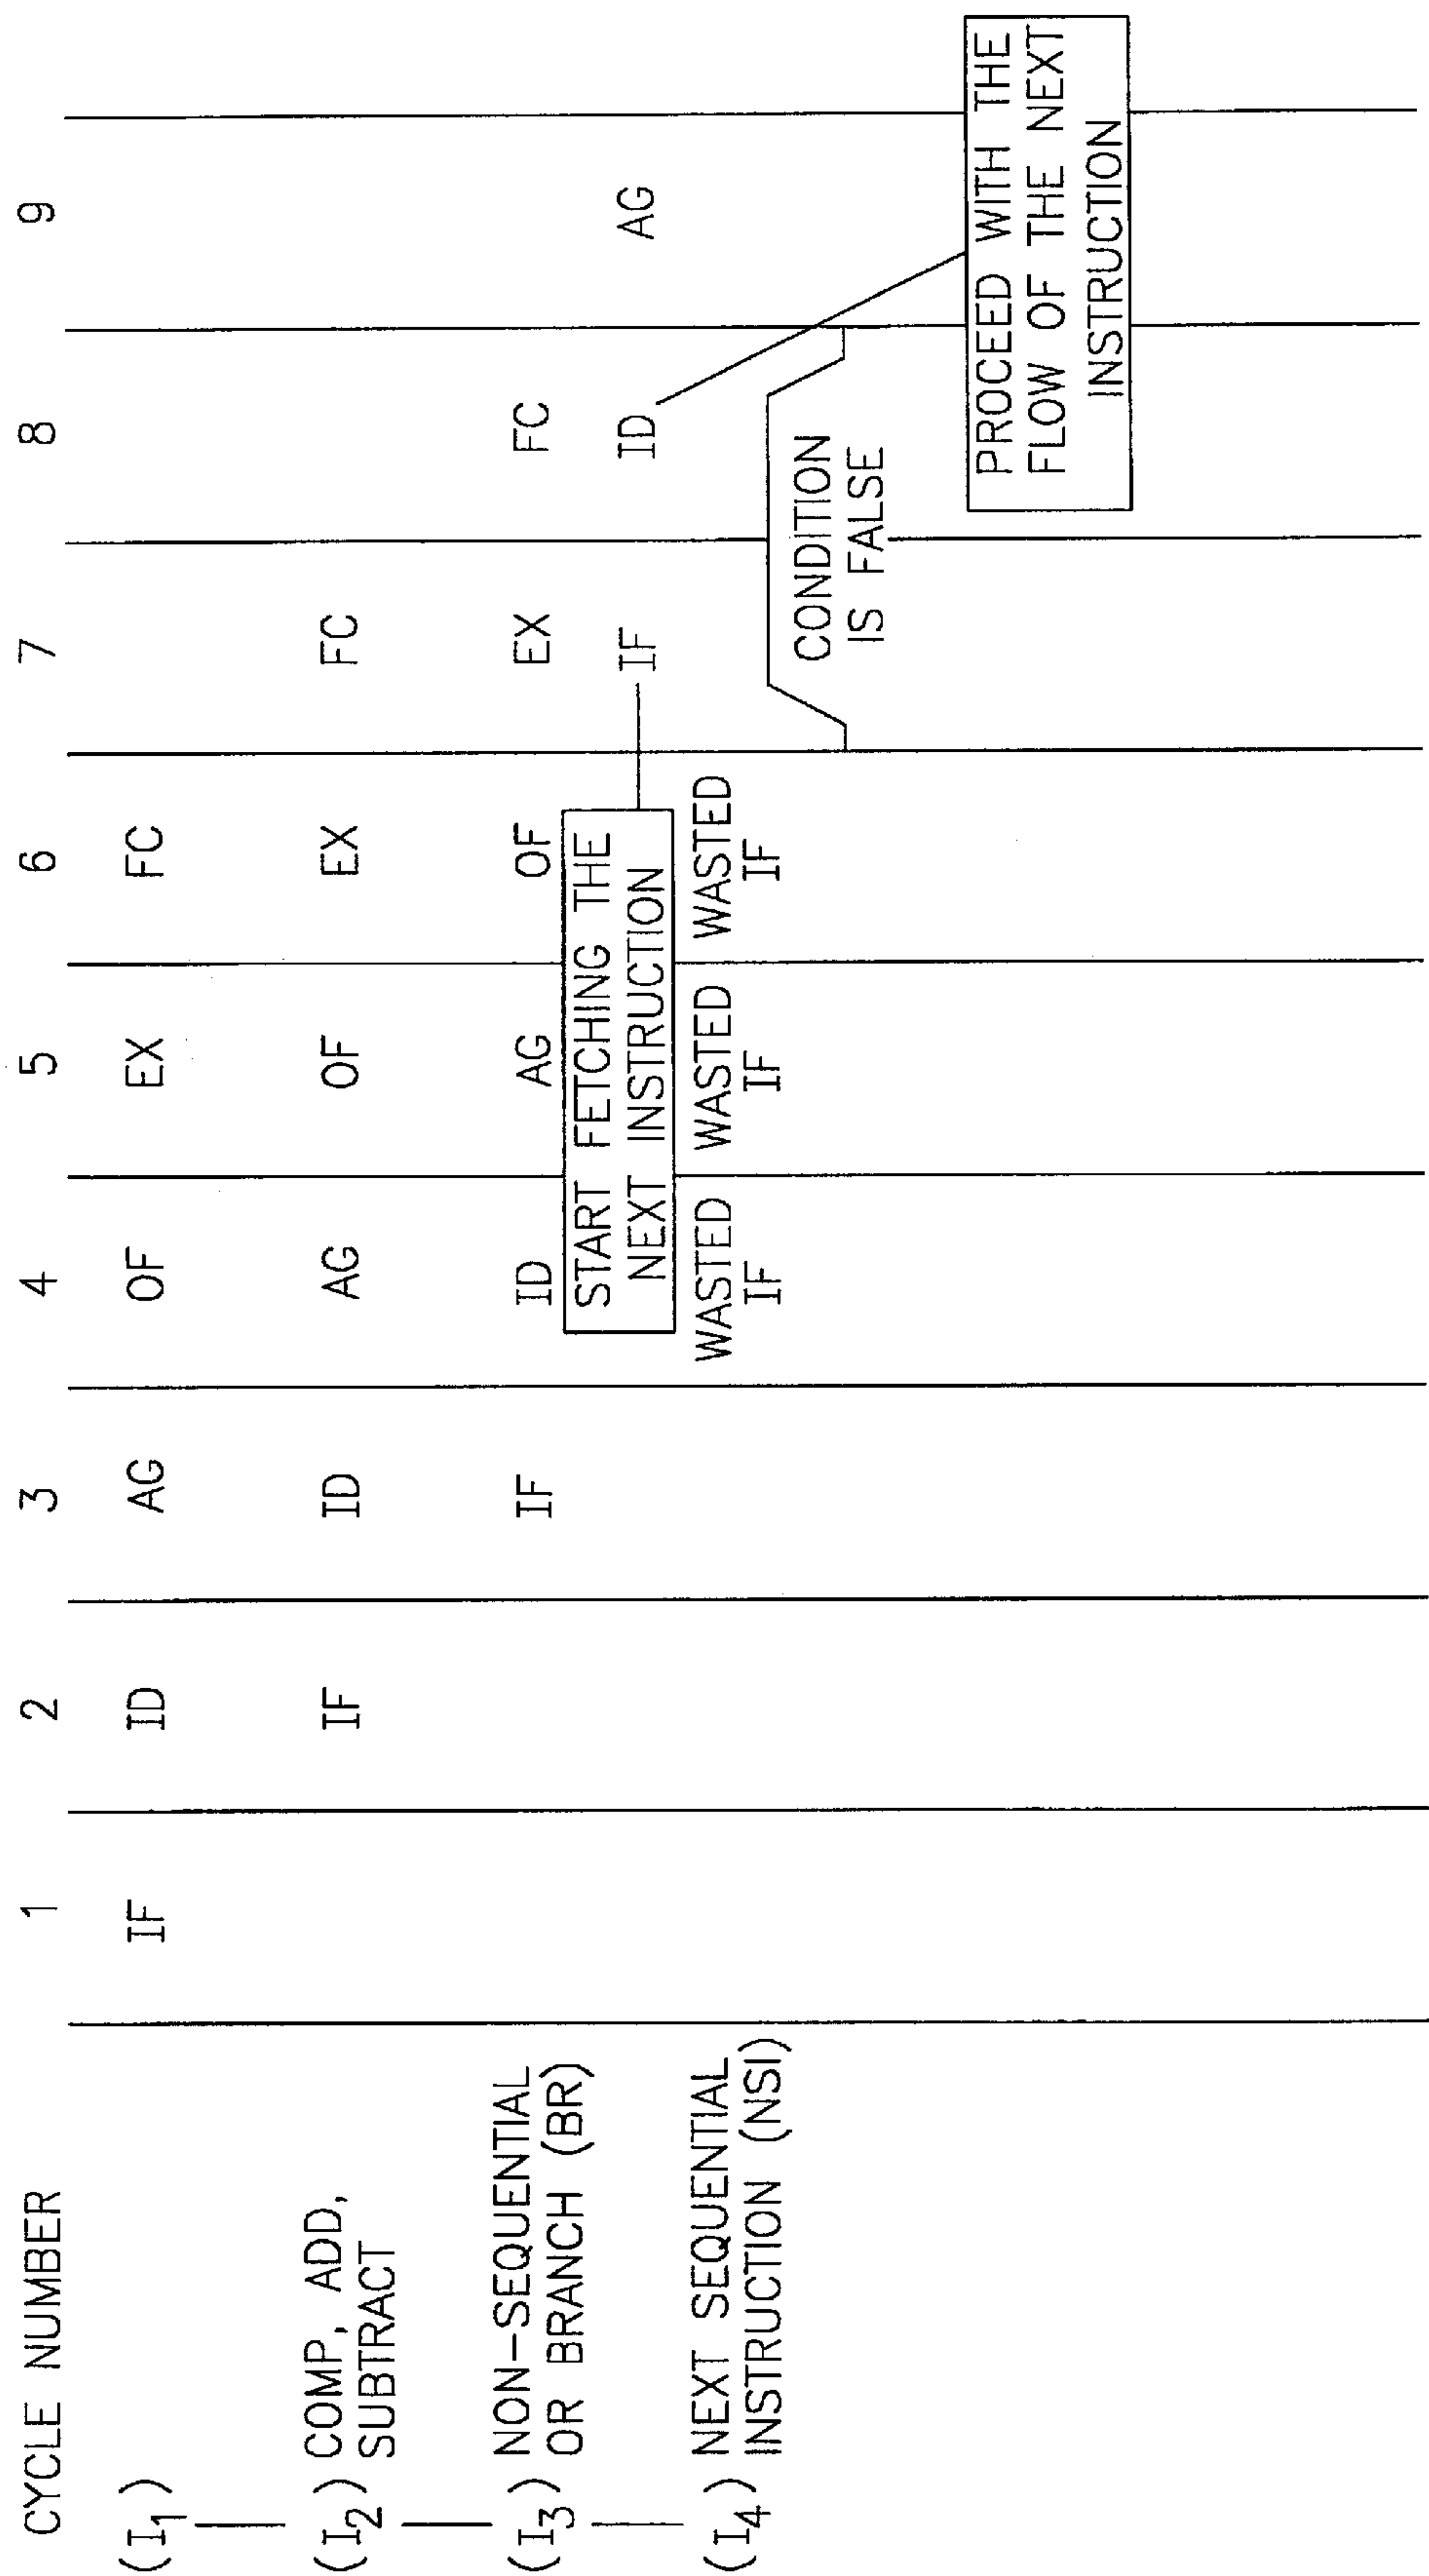 CYCLE NUMBER 1 2 3 4 5 6 7 8 9
(I1) IF ID AG OF EX FC
(I2) COMP, ADD, IF ID AG OF EX FC
SUBTRACT
(I3) NON-SEQUENTIAL IF ID AG OF EX FC
OR BRANCH (BR)
START FETCHING THE
NEXT INSTRUCTION
IF ID AG
(I4) NEXT SEQUENTIAL WASTED WASTED WASTED
INSTRUCTION (NSI) IF IF IF
CONDITION
IS FALSE
PROCEED WITH THE
FLOW OF THE NEXT
INSTRUCTION